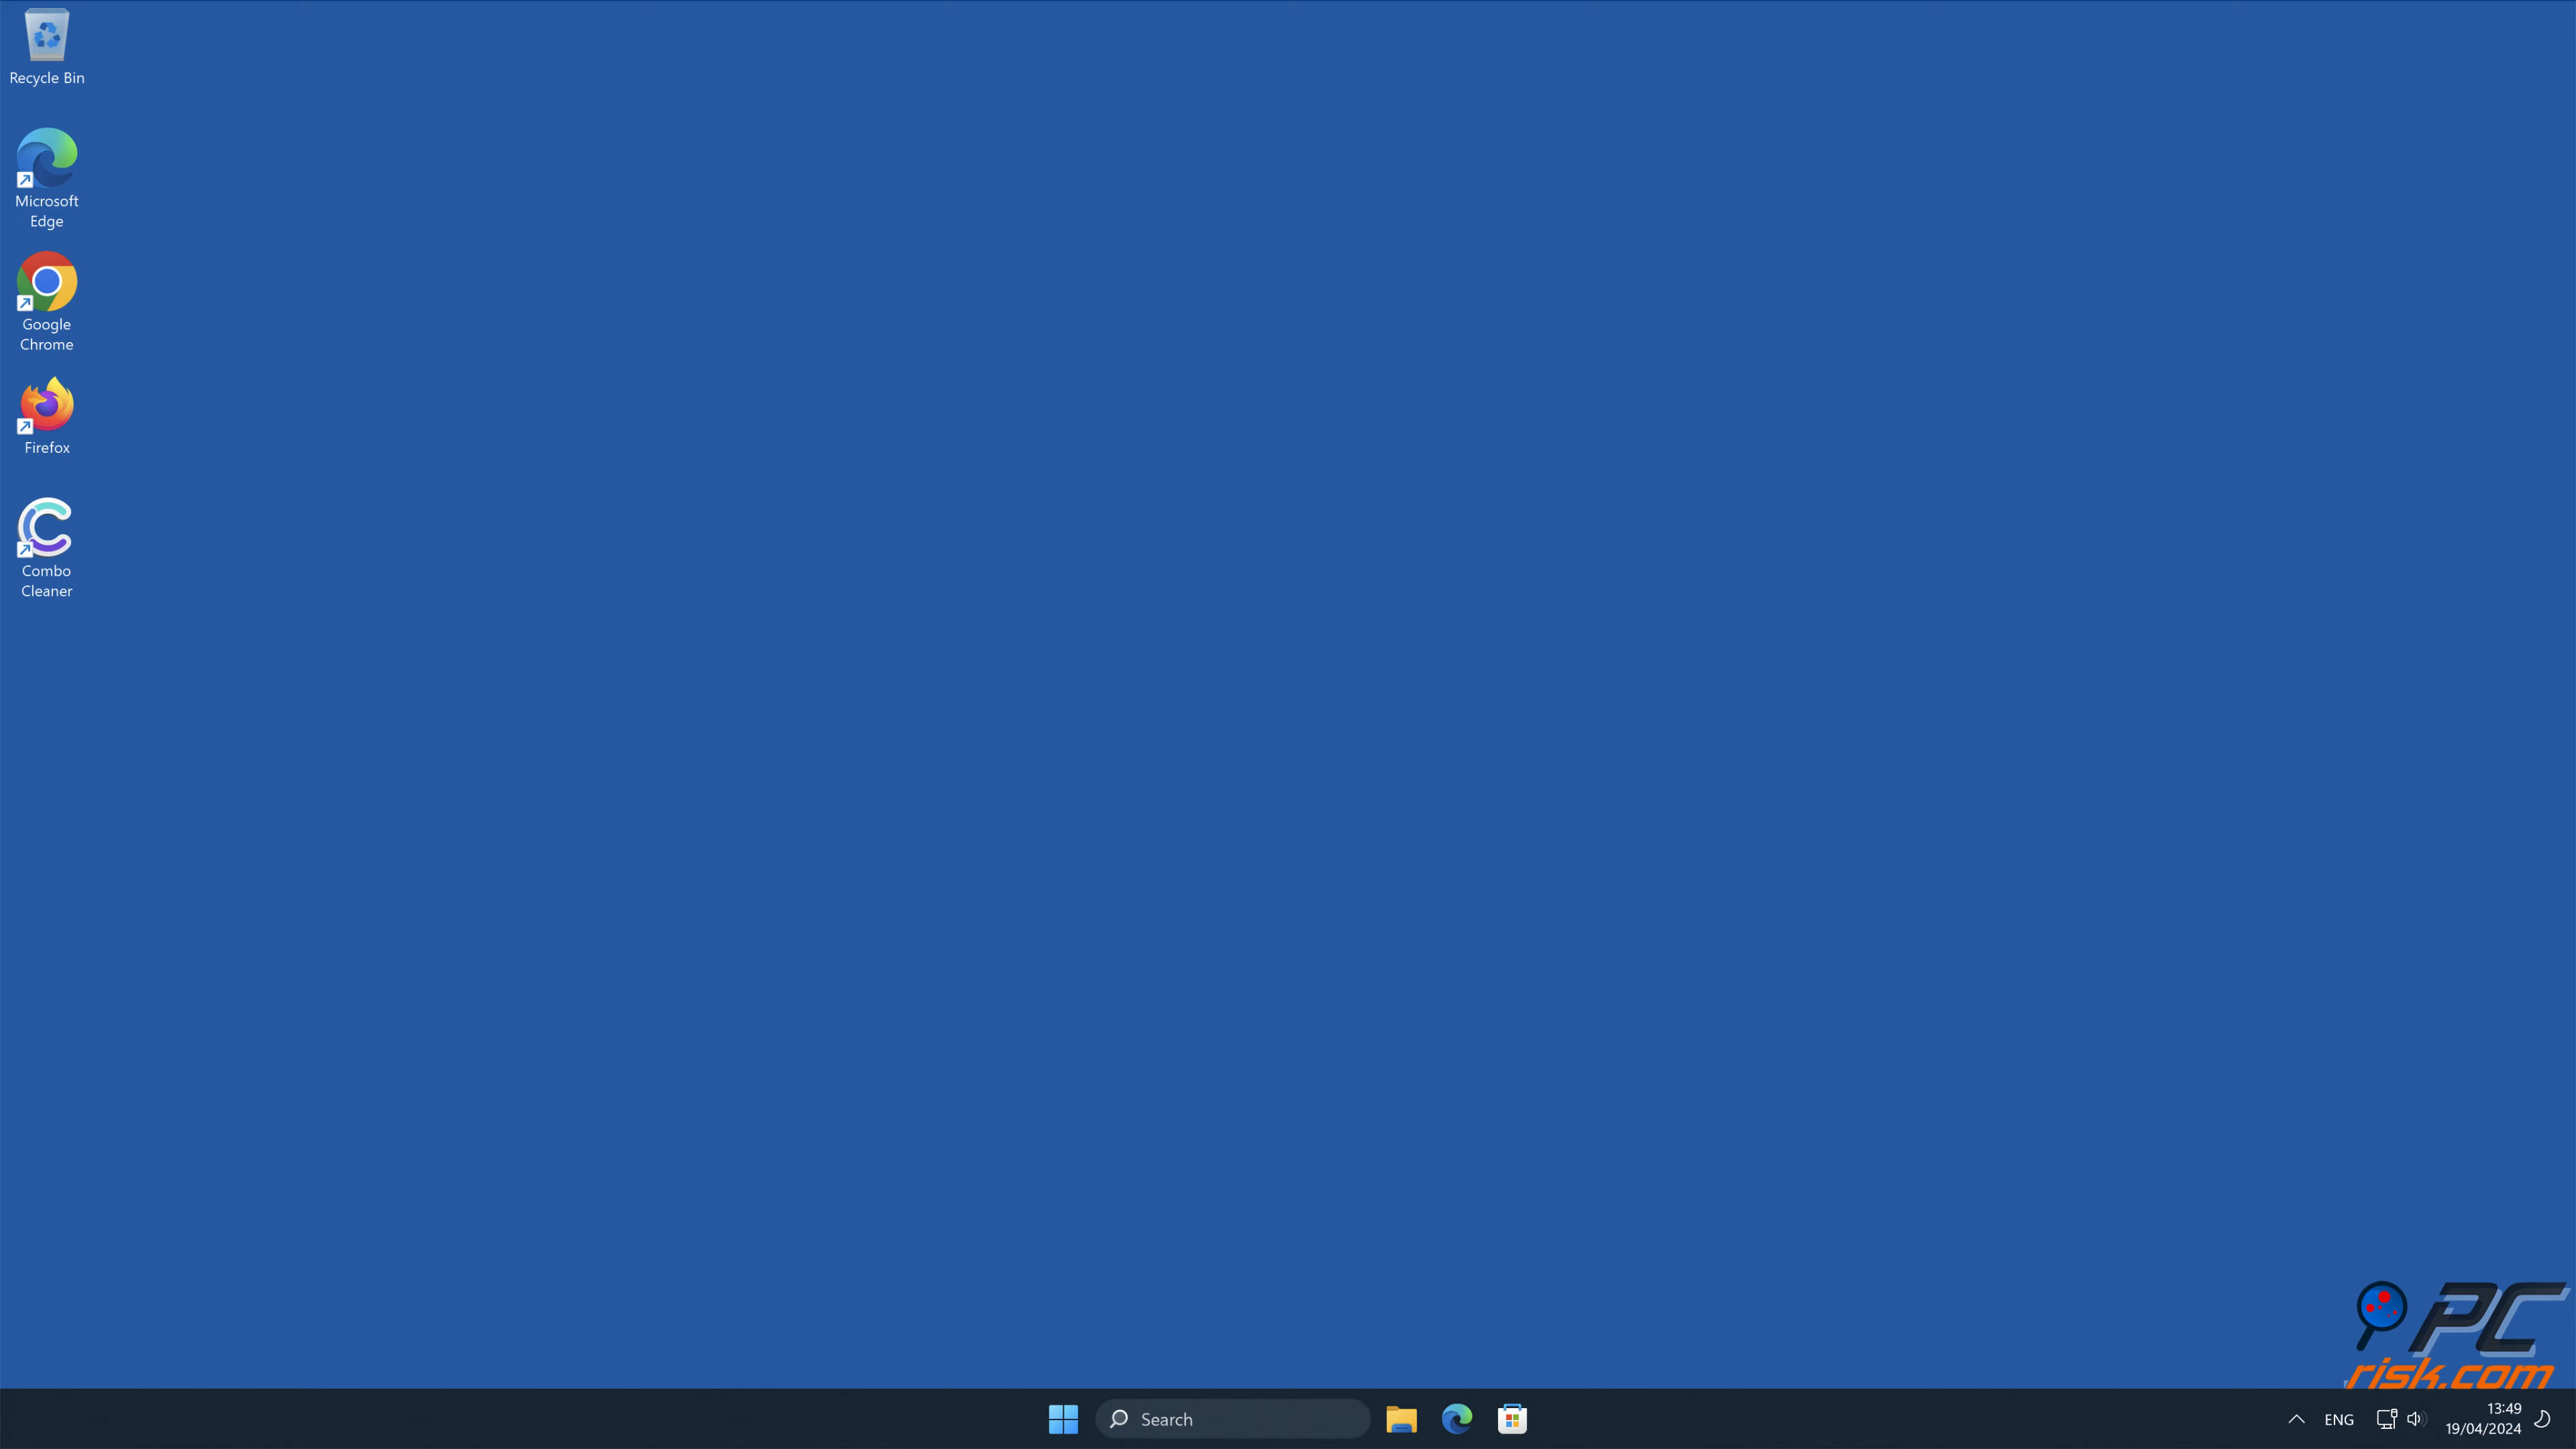 Recycle Bin
Microsoft
Edge
Google
Chrome
Firefox
Combo
Cleaner
PC
risk.com
Search
ENG
13:49
19/04/2024